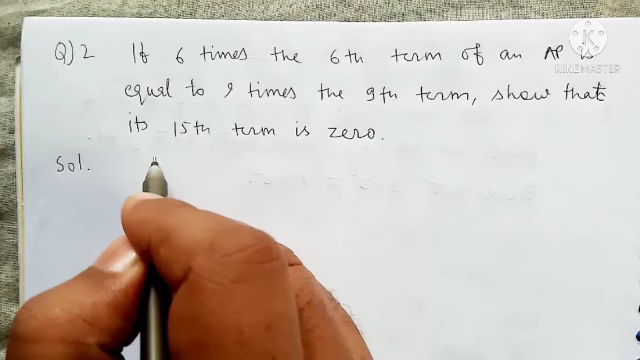 Q) 2 If 6 times the 6th term of an AP is
KINEMASTER
equal to 9 times the 9th term, show that
its 15th term is zero.
Sol.